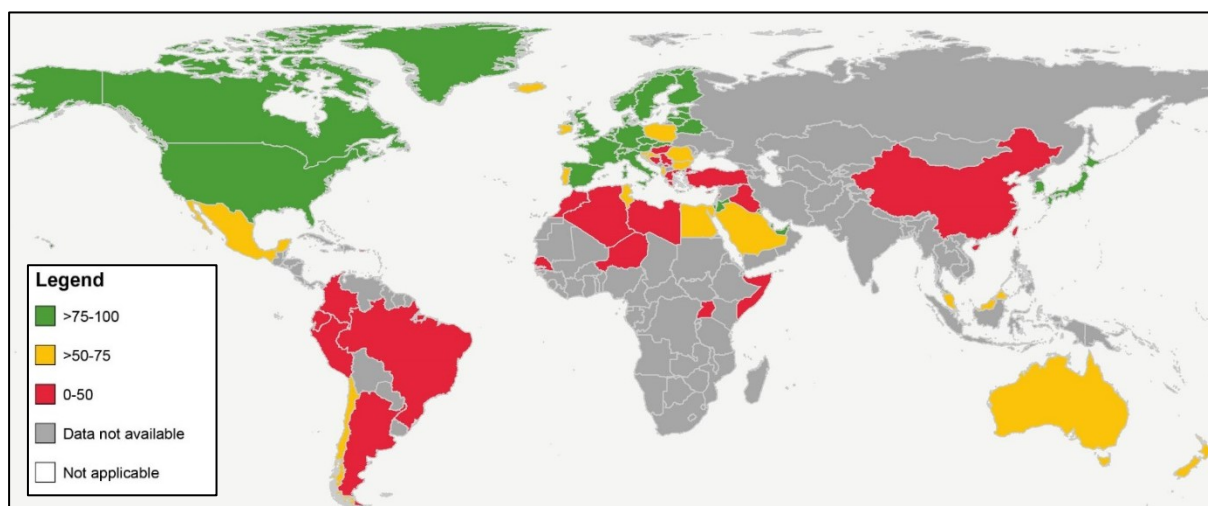 Legend
>75-100
>50-75
0-50
Data not available
Not applicable